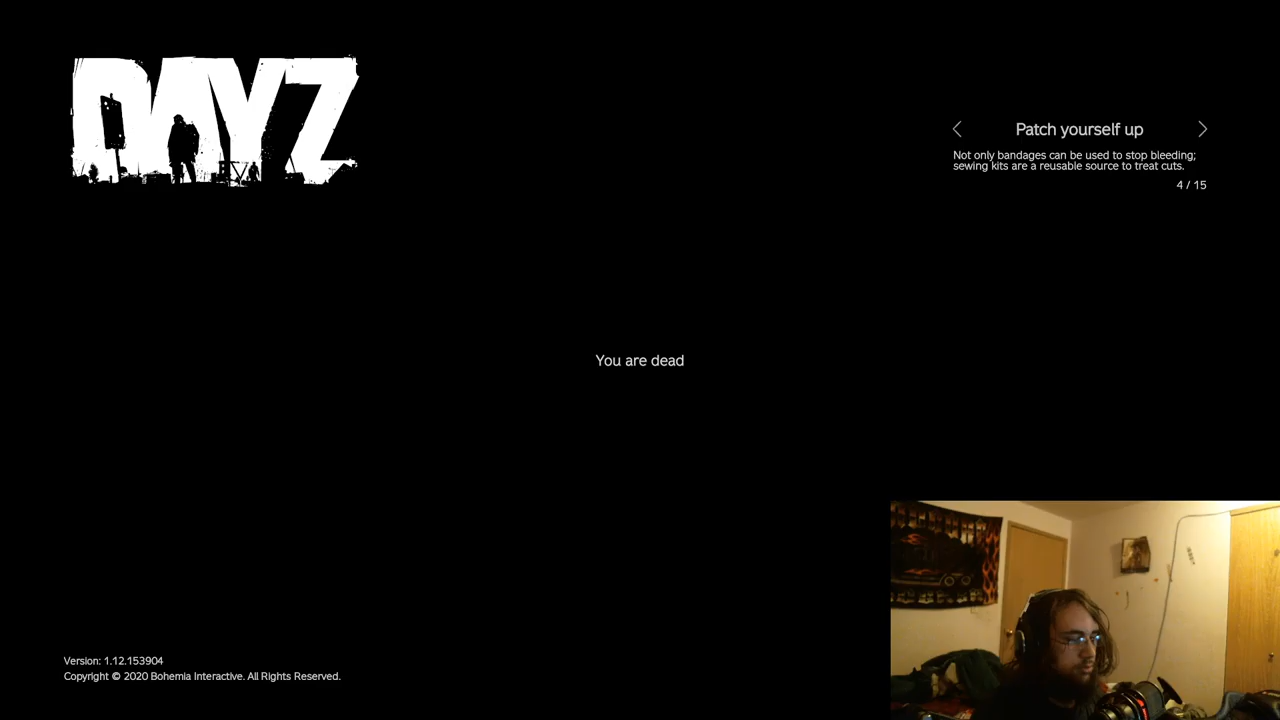 DAYZ
Patch yourself up
Not only bandages can be used to stop bleeding;
sewing kits are a reusable source to treat cuts.
4 / 15
You are dead
Version: 1.12.153904
Copyright © 2020 Bohemia Interactive. All Rights Reserved.